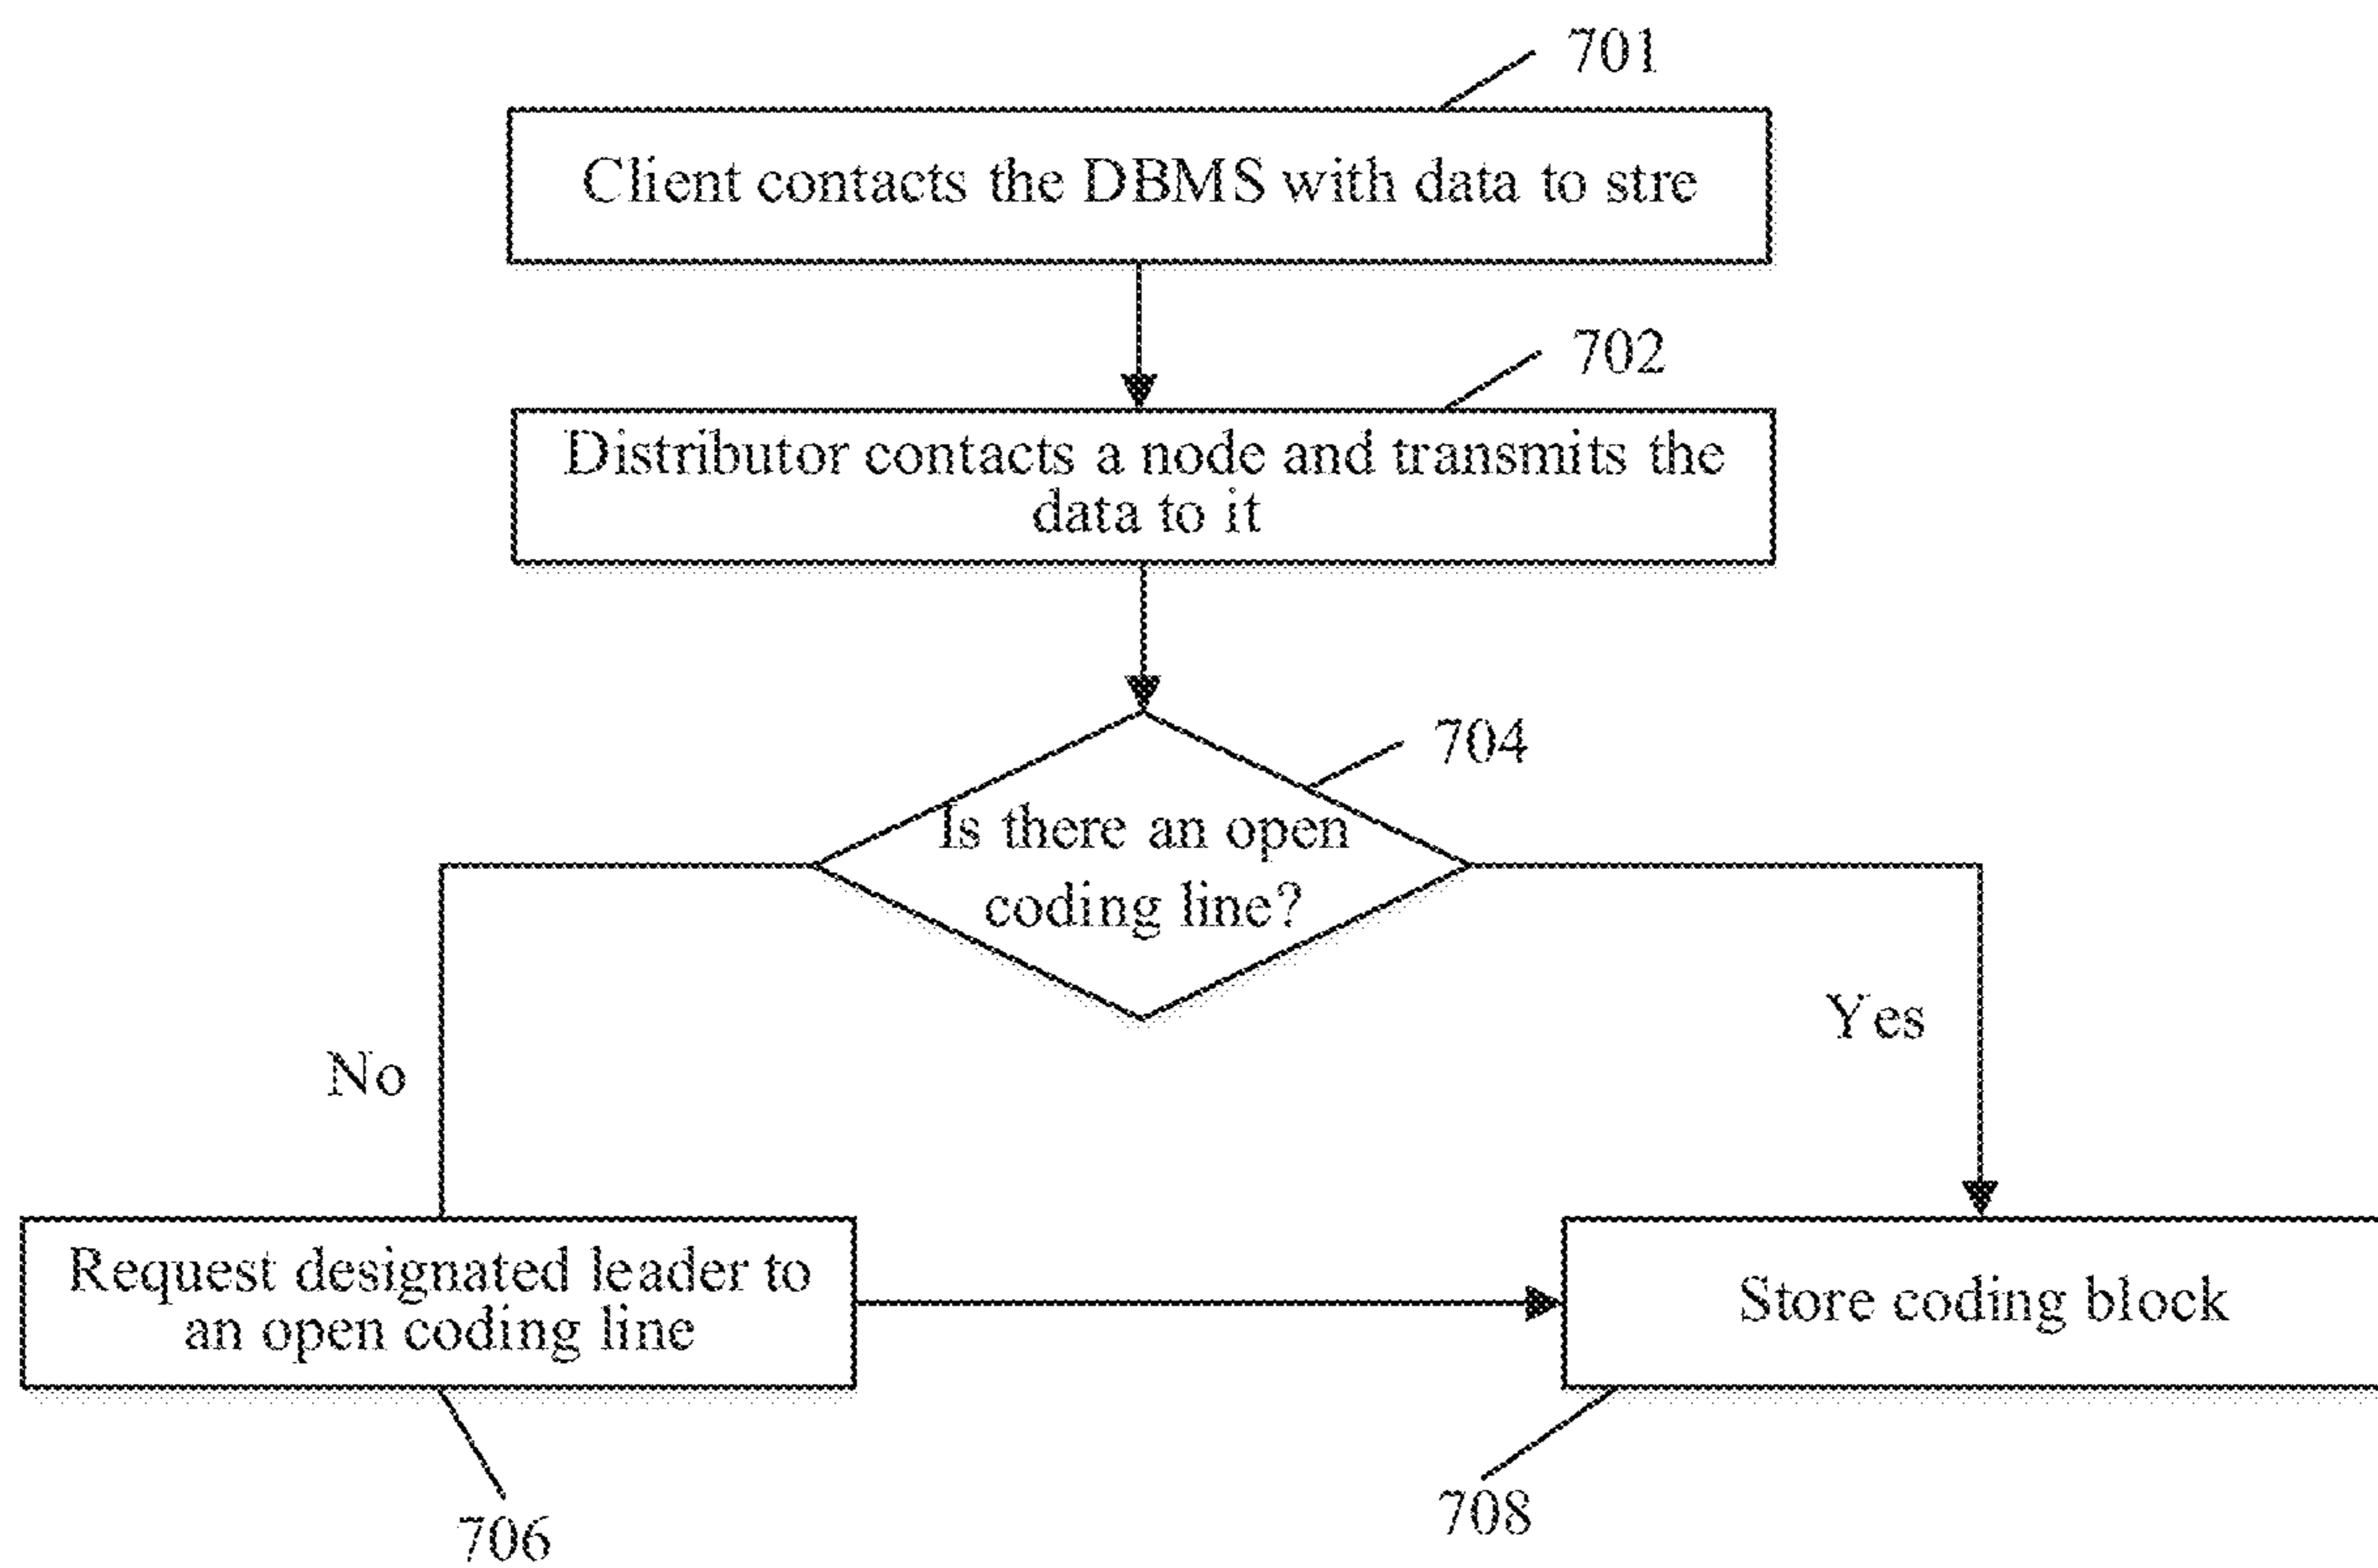 701
Client contacts the DBMS with data to stre
702
Distributor contacts a node and transmits the
data to it
704
Is there an open
coding line?
No
Yes
Request designated leader to
an open coding line
Store coding block
706
708